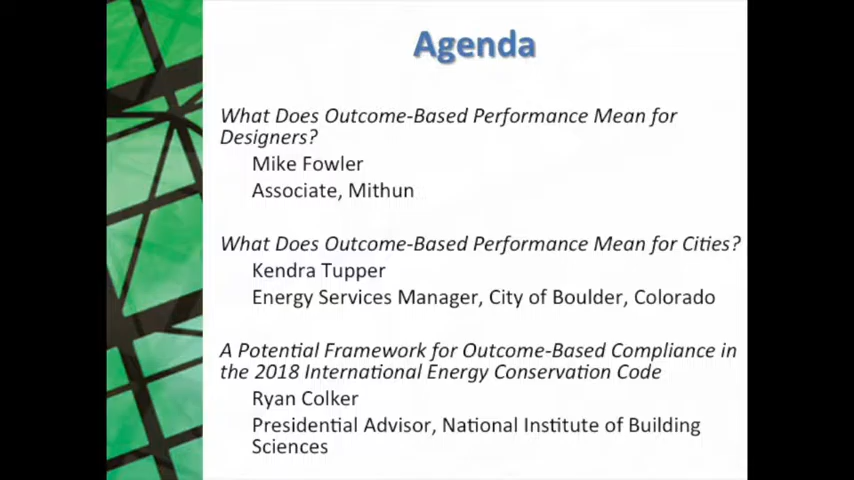 Agenda
What Does Outcome-Based Performance Mean for
Designers?
Mike Fowler
Associate, Mithun
What Does Outcome-Based Performance Mean for Cities?
Kendra Tupper
Energy Services Manager, City of Boulder, Colorado
A Potential Framework for Outcome-Based Compliance in
the 2018 International Energy Conservation Code
Ryan Colker
Presidential Advisor, National Institute of Building
Sciences